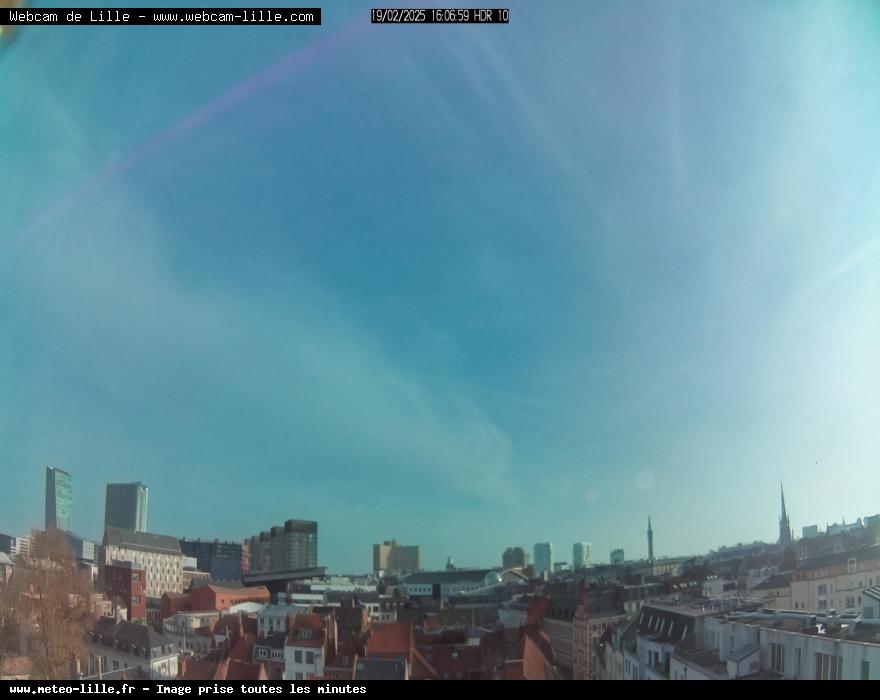 Webcam de Lille - www.webcam-lille.com
19/02/2025 16:06:59 HDR 10
www.meteo-lille.fr - Image prise toutes les minutes